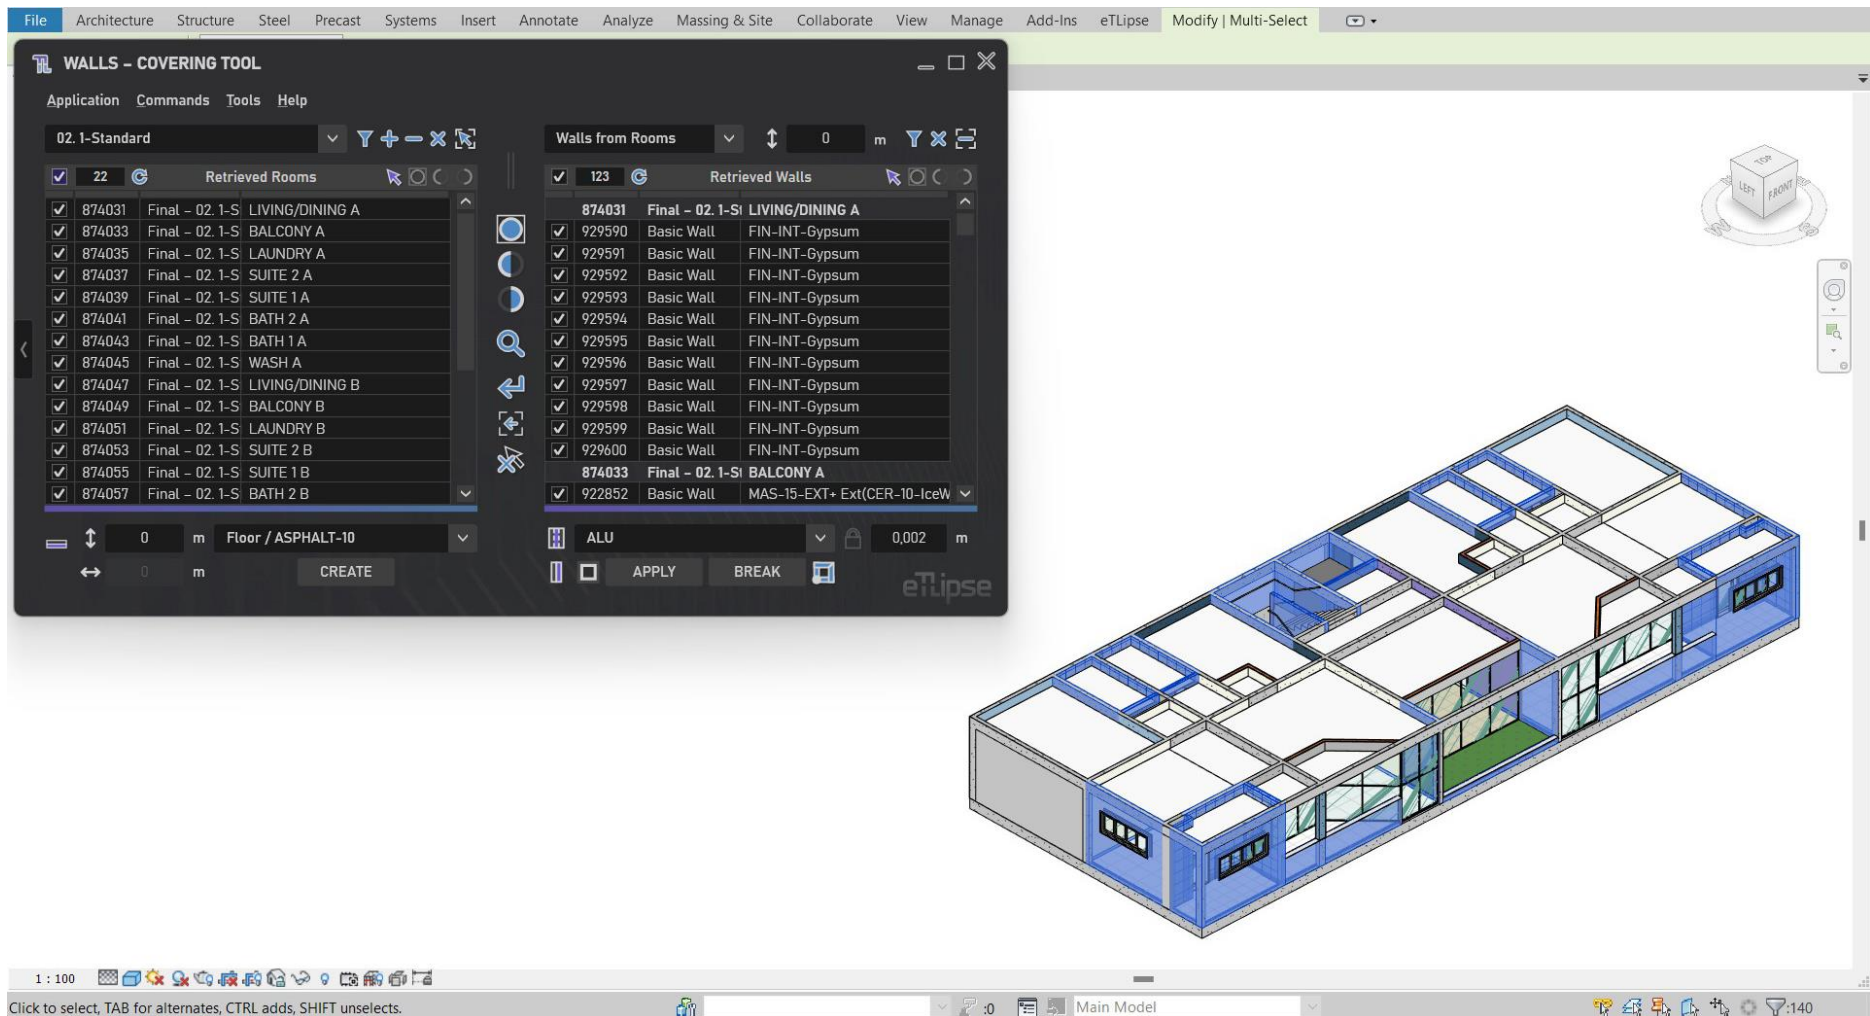 File Architecture Structure Steel Precast Systems Insert Annotate Analyze Massing & Site Collaborate View Manage Add-Ins eTLipse Modify | Multi-Select
WALLS - COVERING TOOL
Application Commands Tools Help
02. 1-Standard
Walls from Rooms 0 m
22 Retrieved Rooms
123 Retrieved Walls
874031 Final - 02. 1-S LIVING/DINING A
874033 Final - 02. 1-S BALCONY A
874035 Final - 02. 1-S LAUNDRY A
874037 Final - 02. 1-S SUITE 2 A
874039 Final - 02. 1-S SUITE 1 A
874041 Final - 02. 1-S BATH 2 A
874043 Final - 02. 1-S BATH 1 A
874045 Final - 02. 1-S WASH A
874047 Final - 02. 1-S LIVING/DINING B
874049 Final - 02. 1-S BALCONY B
874051 Final - 02. 1-S LAUNDRY B
874053 Final - 02. 1-S SUITE 2 B
874055 Final - 02. 1-S SUITE 1 B
874057 Final - 02. 1-S BATH 2 B
874031 Final - 02. 1-St LIVING/DINING A
929590 Basic Wall FIN-INT-Gypsum
929591 Basic Wall FIN-INT-Gypsum
929592 Basic Wall FIN-INT-Gypsum
929593 Basic Wall FIN-INT-Gypsum
929594 Basic Wall FIN-INT-Gypsum
929595 Basic Wall FIN-INT-Gypsum
929596 Basic Wall FIN-INT-Gypsum
929597 Basic Wall FIN-INT-Gypsum
929598 Basic Wall FIN-INT-Gypsum
929599 Basic Wall FIN-INT-Gypsum
929600 Basic Wall FIN-INT-Gypsum
874033 Final - 02. 1-St BALCONY A
922852 Basic Wall MAS-15-EXT+ Ext(CER-10-IceW
0 m Floor / ASPHALT-10
0 m CREATE
ALU 0,002 m
APPLY BREAK
eTLipse
TOP
LEFT FRONT
1 : 100
Click to select, TAB for alternates, CTRL adds, SHIFT unselects.
:0 Main Model
:140